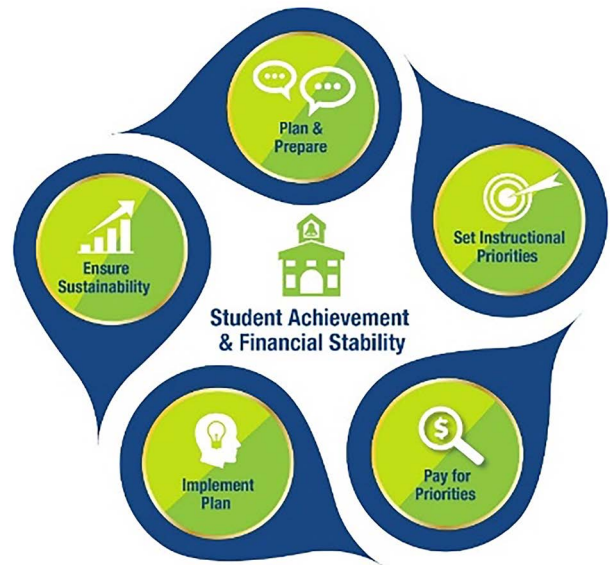 Plan &
Prepare
Set Instructional
Priorities
Pay for
Priorities
Implement
Plan
Ensure
Sustainability
Student Achievement
& Financial Stability
$